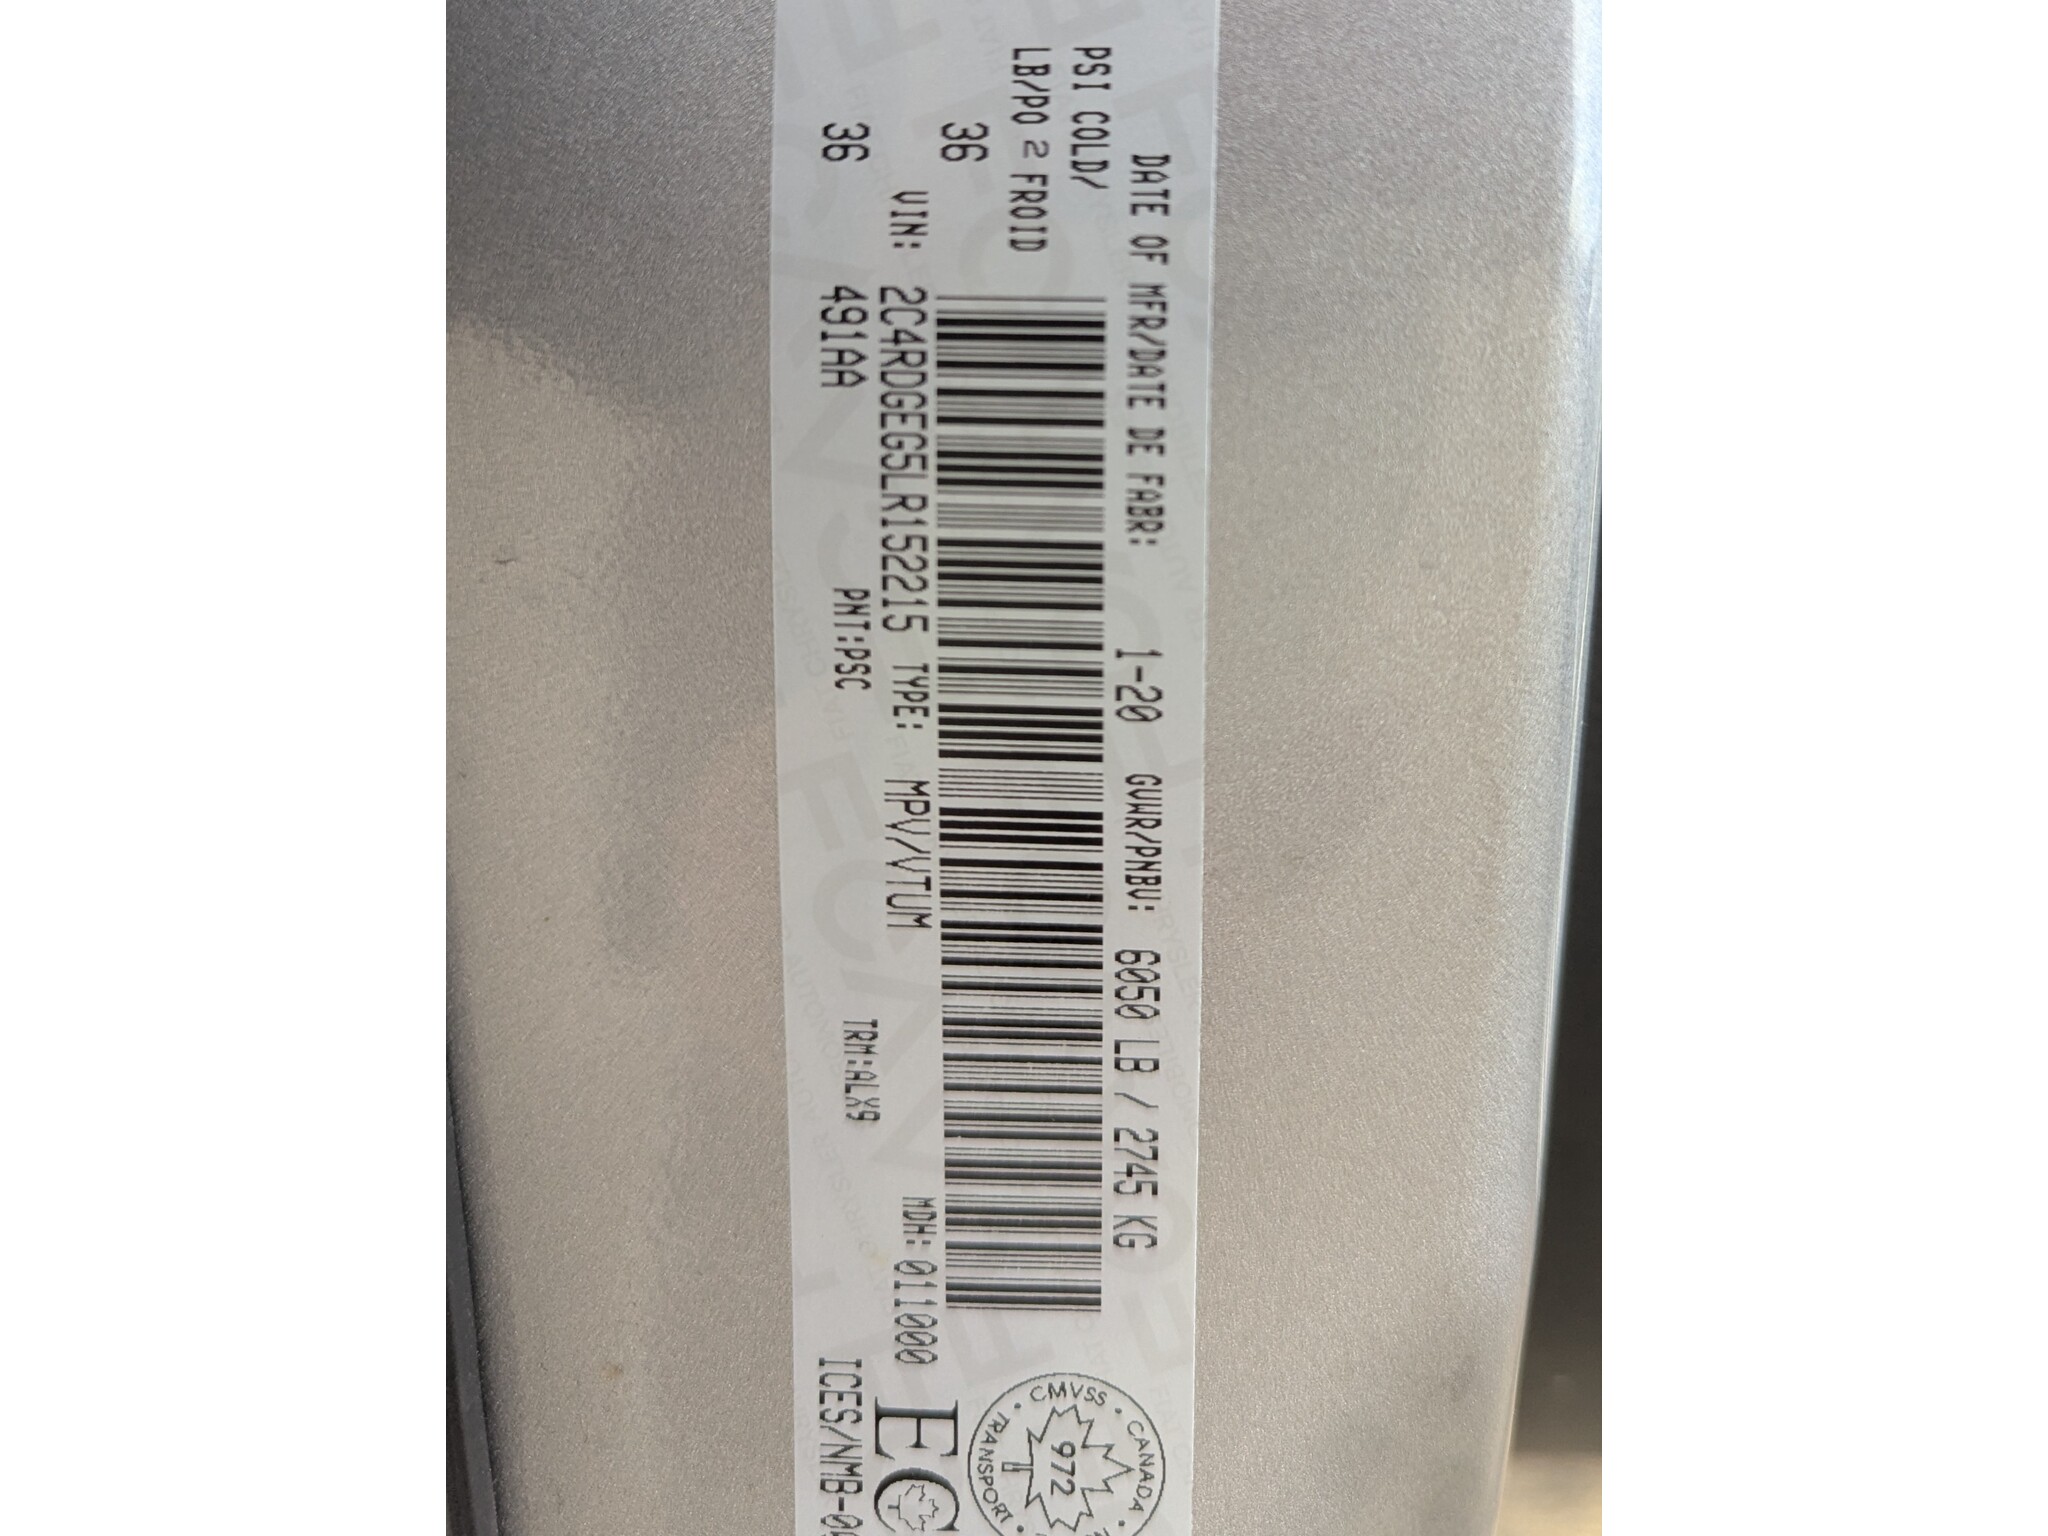 DATE OF MFR/DATE DE FABR: 1-20 GVWR/PNBV: 6050 LB / 2745 KG
PSI COLD/
LB/PO 2 FROID
36
VIN: 2C4RDGEG5LR152215 TYPE: MPV/VTUM MDH: 011000
36 491AA PNT:PSC TRM:ALX9
CMVSS • CANADA •
972
TRANSPORT •
EC
T
ICES/NMB-